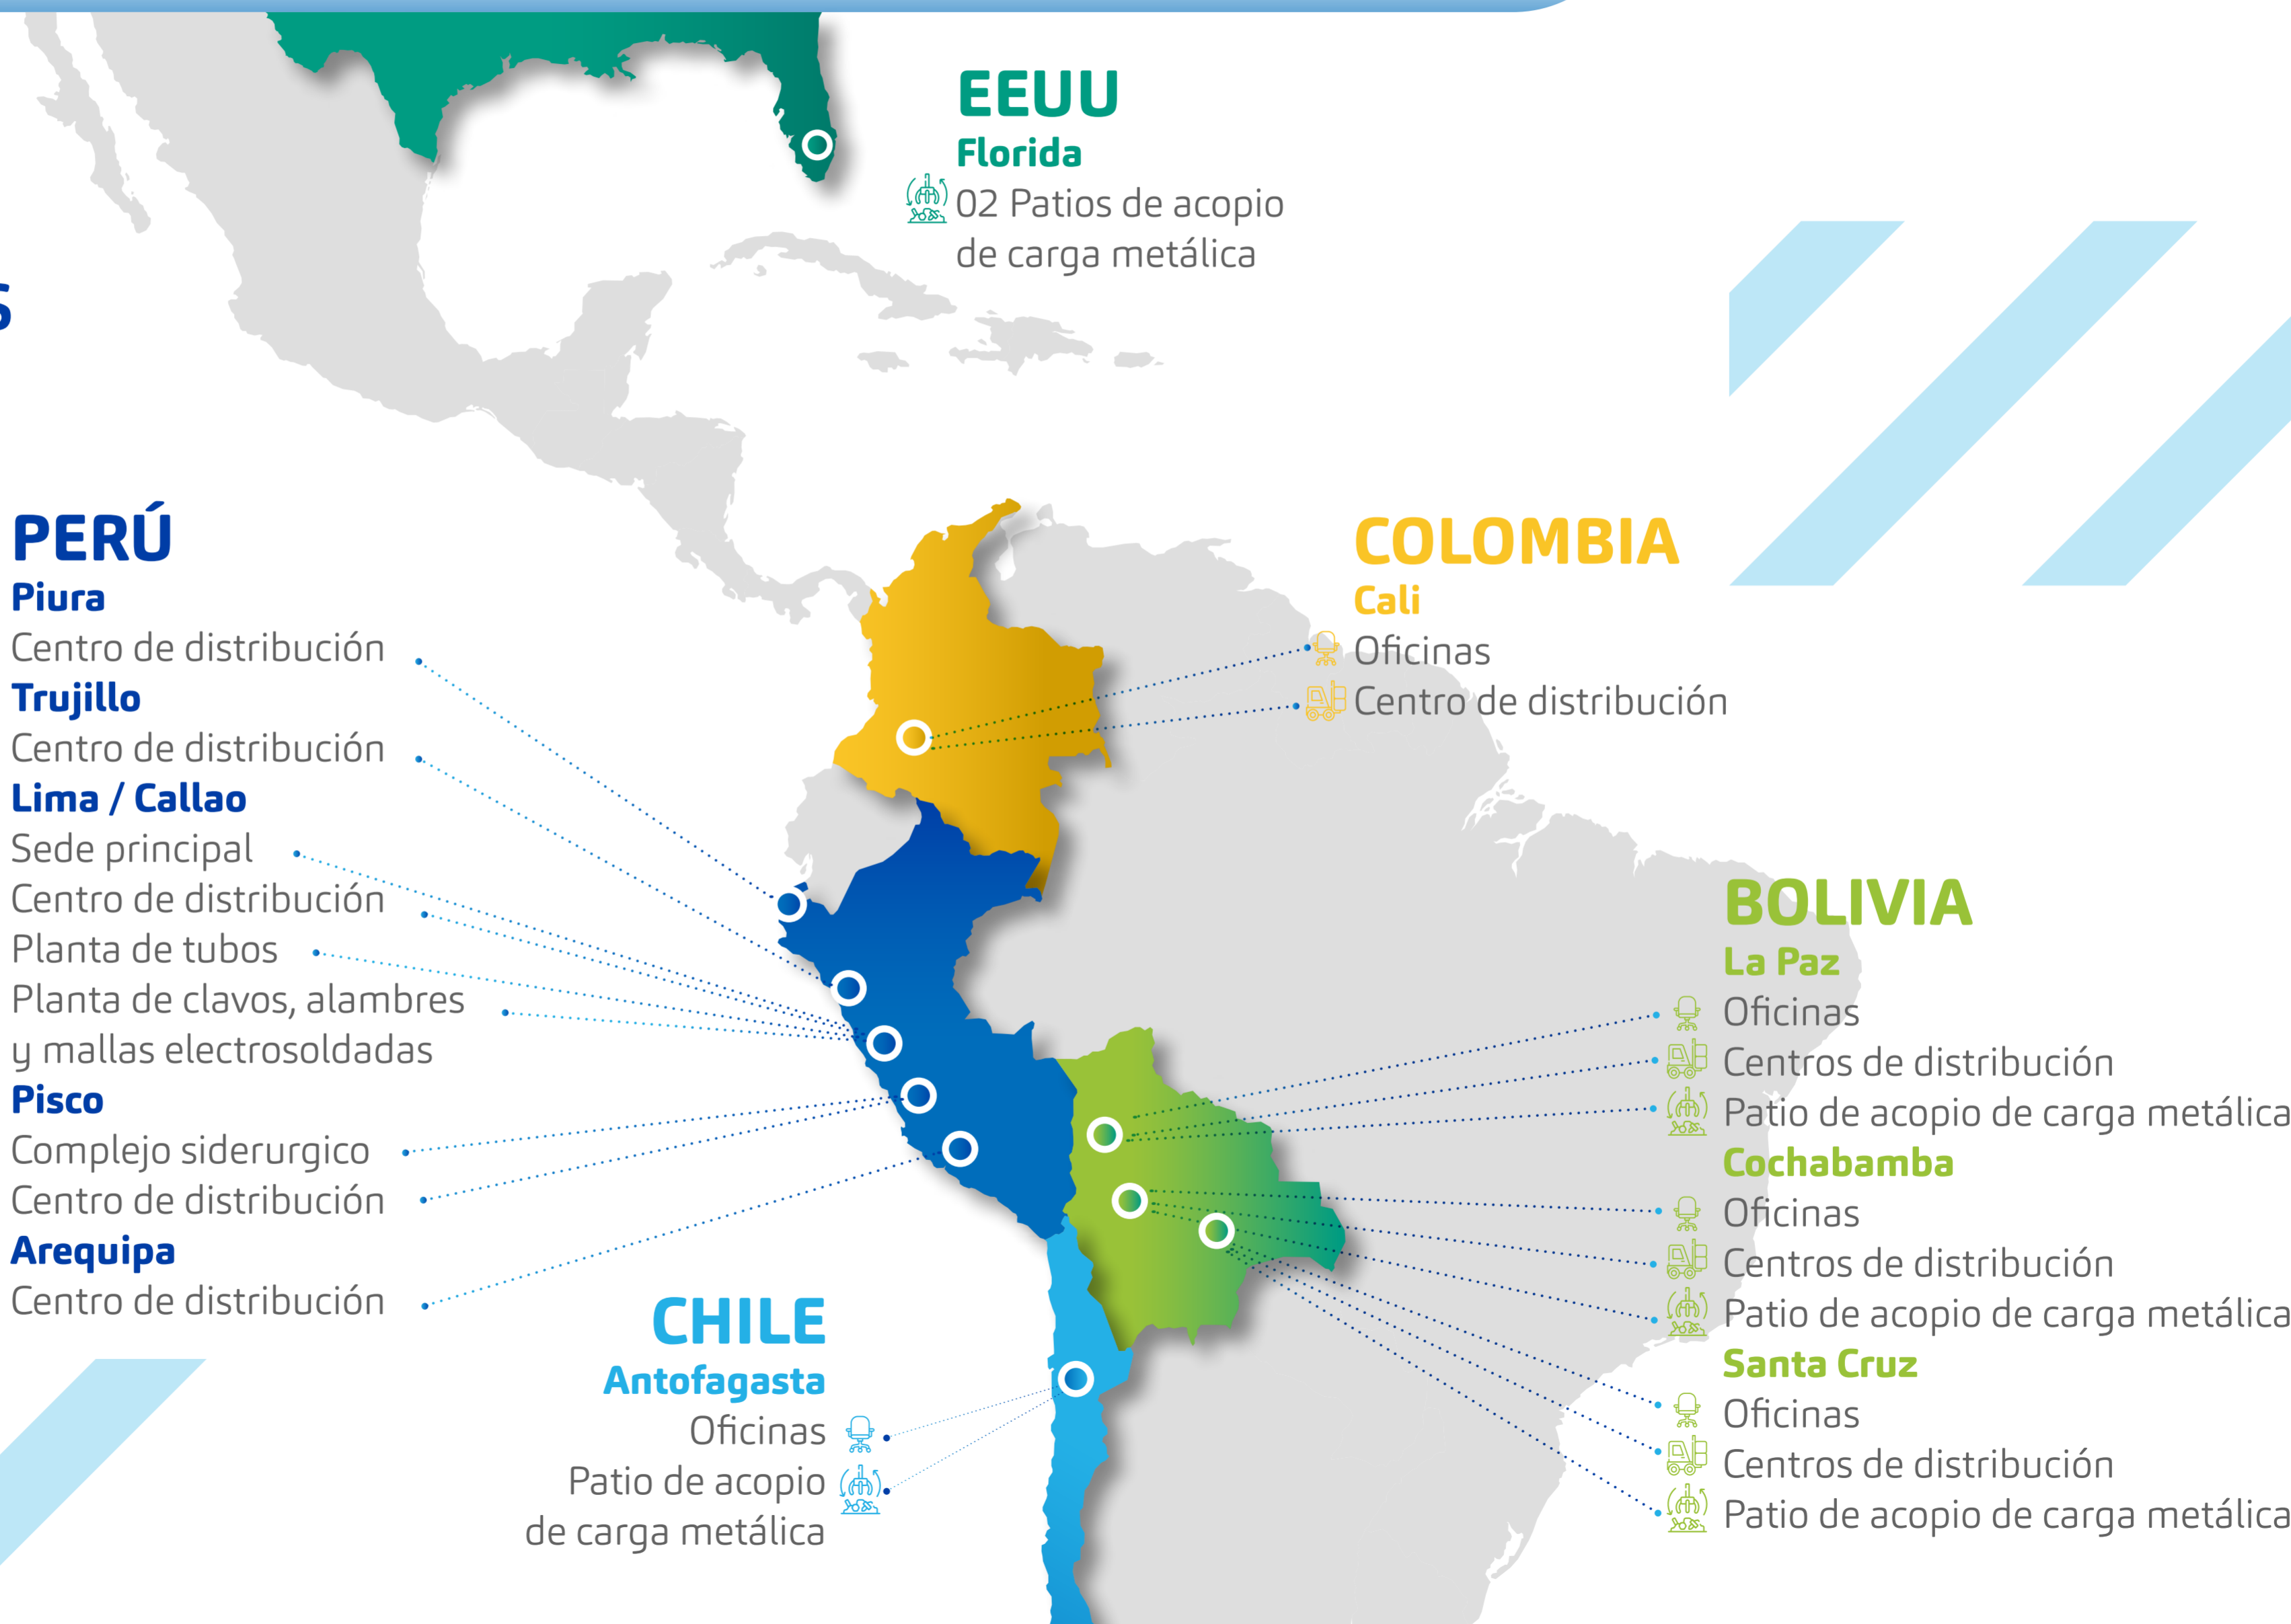 EEUU
Florida
02 Patios de acopio
de carga metálica
S
PERÚ
Piura
Centro de distribución
Trujillo
Centro de distribución
Lima / Callao
Sede principal
Centro de distribución
Planta de tubos
Planta de clavos, alambres
y mallas electrosoldadas
Pisco
Complejo siderurgico
Centro de distribución
Arequipa
Centro de distribución
COLOMBIA
Cali
Oficinas
Centro de distribución
BOLIVIA
La Paz
Oficinas
Centros de distribución
Patio de acopio de carga metálica
Cochabamba
Oficinas
Centros de distribución
Patio de acopio de carga metálica
Santa Cruz
Oficinas
Centros de distribución
Patio de acopio de carga metálica
CHILE
Antofagasta
Oficinas
Patio de acopio
de carga metálica